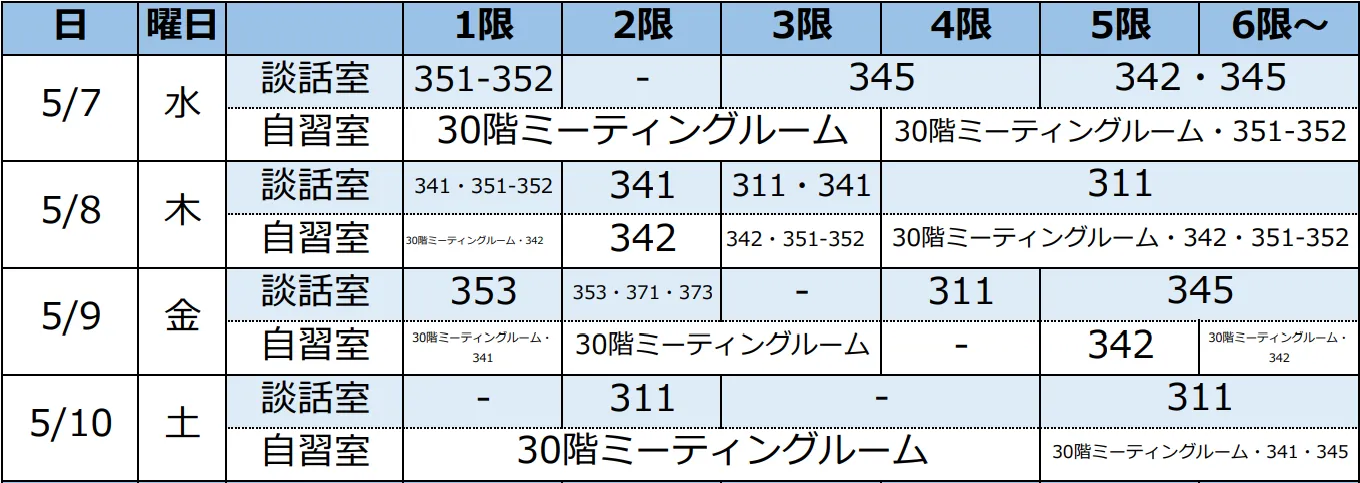 日 曜日 1限 2限 3限 4限 5限 6限～
5/7 水 談話室 351-352 - 345 342・345
自習室 30階ミーティングルーム 30階ミーティングルーム・351-352
5/8 木 談話室 341・351-352 341 311・341 311
自習室 30階ミーティングルーム・342 342 342・351-352 30階ミーティングルーム・342・351-352
5/9 金 談話室 353 353・371・373 - 311 345
自習室 30階ミーティングルーム・341 30階ミーティングルーム - 342 30階ミーティングルーム・342
5/10 土 談話室 - 311 - 311
自習室 30階ミーティングルーム 30階ミーティングルーム・341・345